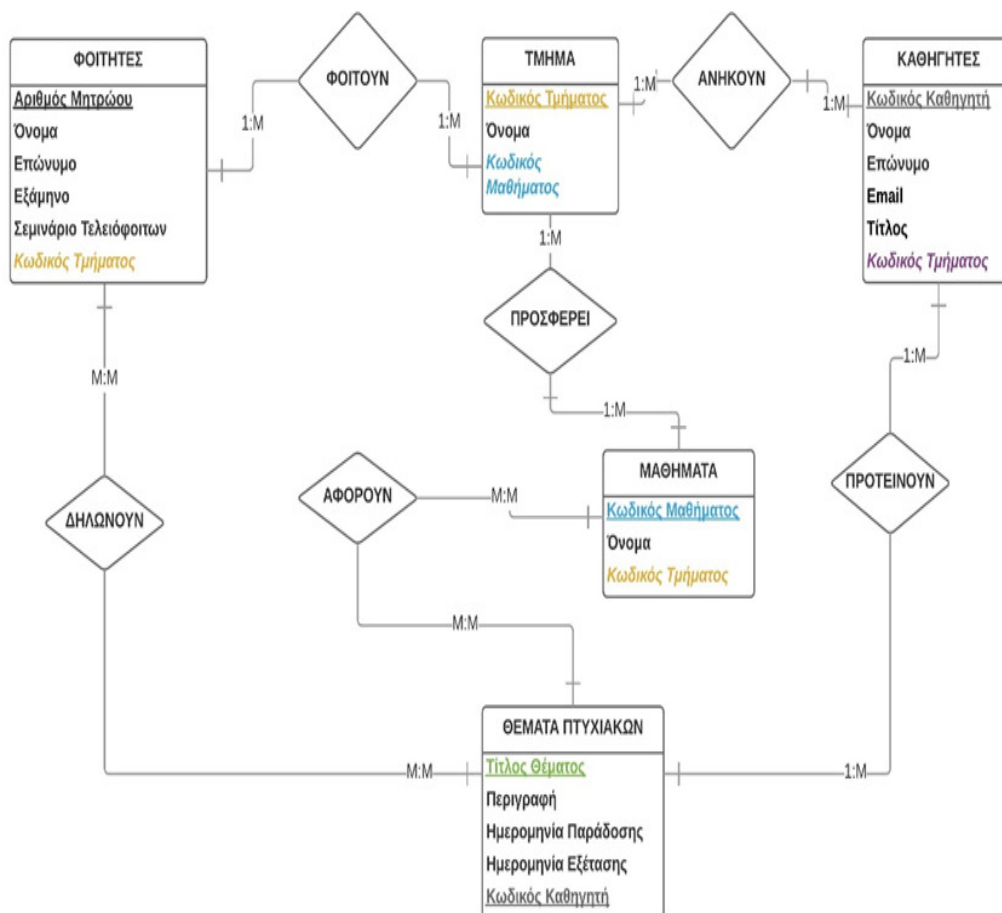 ΦΟΙΤΗΤΕΣ
Αριθμός Μητρώου
Όνομα
Επώνυμο
Εξάμηνο
Σεμινάριο Τελειόφοιτων
Κωδικός Τμήματος
1:M
ΦΟΙΤΟΥΝ
1:M
ΤΜΗΜΑ
Κωδικός Τμήματος
Όνομα
Κωδικός
Μαθήματος
1:M
ΑΝΗΚΟΥΝ
1:M
ΚΑΘΗΓΗΤΕΣ
Κωδικός Καθηγητή
Όνομα
Επώνυμο
Email
Τίτλος
Κωδικός Τμήματος
1:M
ΠΡΟΣΦΕΡΕΙ
1:M
M:M
ΔΗΛΩΝΟΥΝ
M:M
ΑΦΟΡΟΥΝ
M:M
M:M
ΜΑΘΗΜΑΤΑ
Κωδικός Μαθήματος
Όνομα
Κωδικός Τμήματος
1:M
ΠΡΟΤΕΙΝΟΥΝ
1:M
ΘΕΜΑΤΑ ΠΤΥΧΙΑΚΩΝ
Τίτλος Θέματος
Περιγραφή
Ημερομηνία Παράδοσης
Ημερομηνία Εξέτασης
Κωδικός Καθηγητή